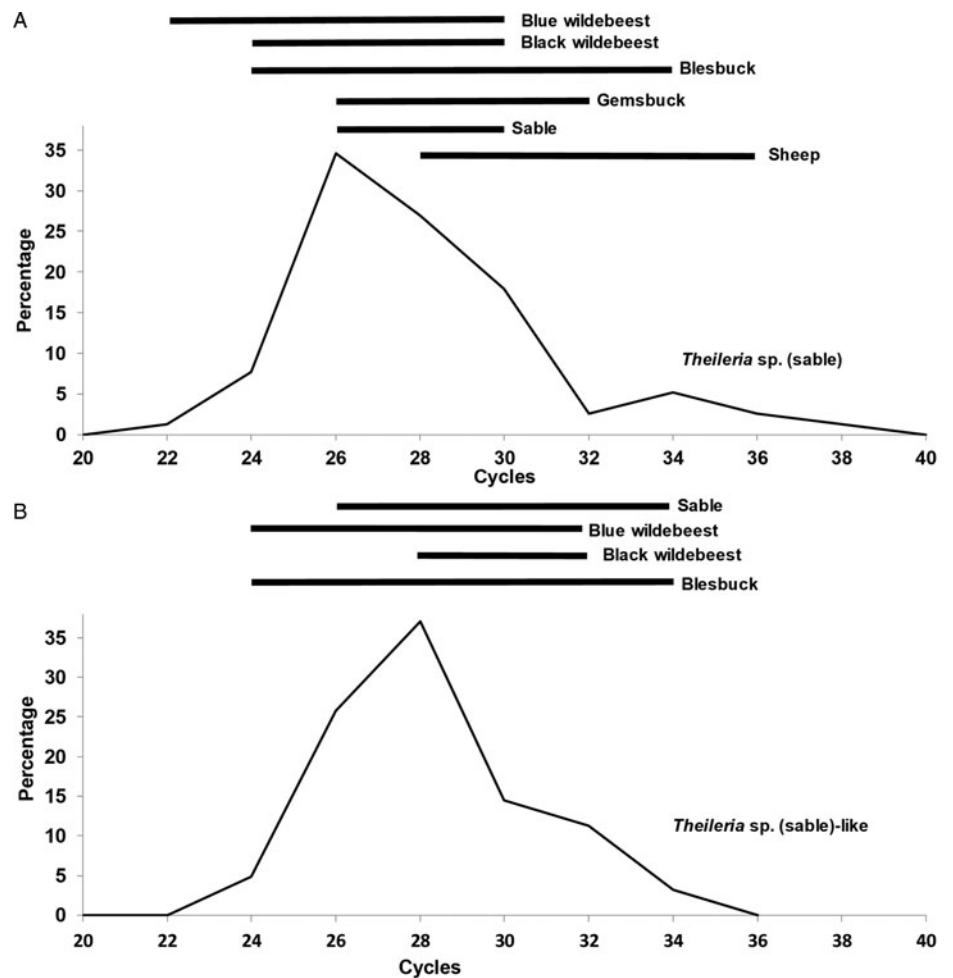 A
Blue wildebeest
Black wildebeest
Blesbuck
Gemsbuck
Sable
Sheep
35
30
25
20
15
10
5
0
Percentage
Theileria sp. (sable)
20 22 24 26 28 30 32 34 36 38 40
Cycles
B
Sable
Blue wildebeest
Black wildebeest
Blesbuck
35
30
25
20
15
10
5
0
Percentage
Theileria sp. (sable)-like
20 22 24 26 28 30 32 34 36 38 40
Cycles